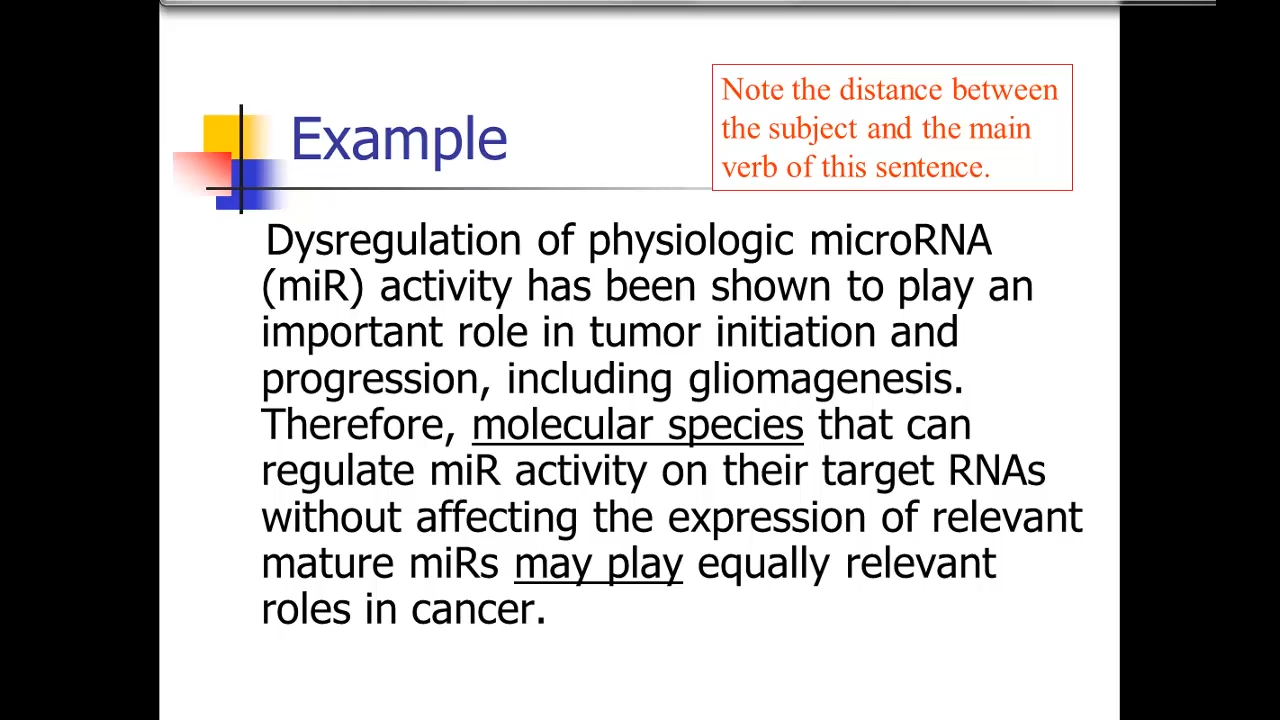 Example
Note the distance between
the subject and the main
verb of this sentence.
Dysregulation of physiologic microRNA
(miR) activity has been shown to play an
important role in tumor initiation and
progression, including gliomagenesis.
Therefore, molecular species that can
regulate miR activity on their target RNAs
without affecting the expression of relevant
mature miRs may play equally relevant
roles in cancer.